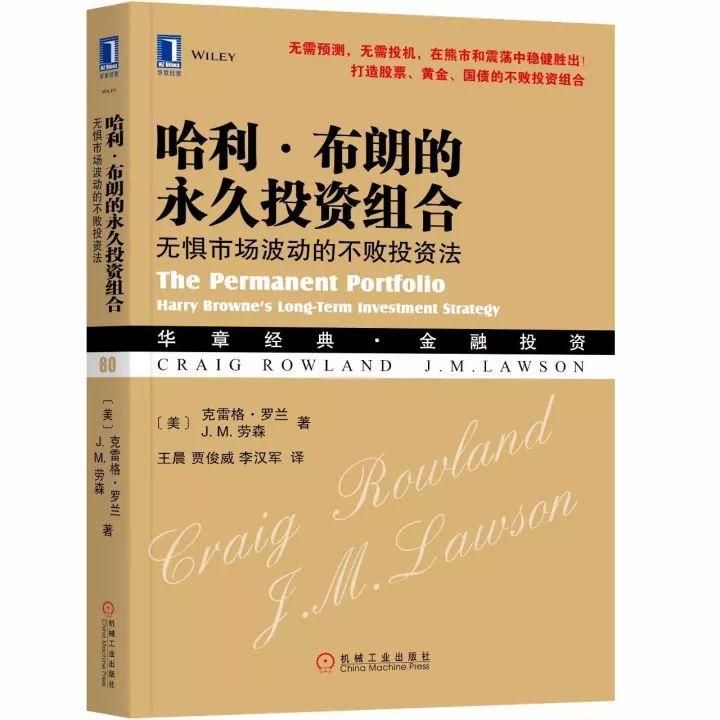 华章经管
HZ Books
WILEY
无需预测，无需投机，在熊市和震荡中稳健胜出！
打造股票、黄金、国债的不败投资组合
哈利·布朗的
永久投资组合
无惧市场波动的不败投资法
The Permanent Portfolio
Harry Browne's Long-Term Investment Strategy
华章经典·金融投资
CRAIG ROWLAND J.M.LAWSON
〔美〕 克雷格·罗兰
J. M. 劳森 著
王晨 贾俊威 李汉军 译
Craig Rowland
J.M.Lawson
机械工业出版社
China Machine Press
HZ Books
华章经管
哈利·布朗的永久投资组合
无惧市场波动的不败投资法
80
〔美〕 克雷格·罗兰
J. M. 劳森 著
机械工业出版社
China Machine Press